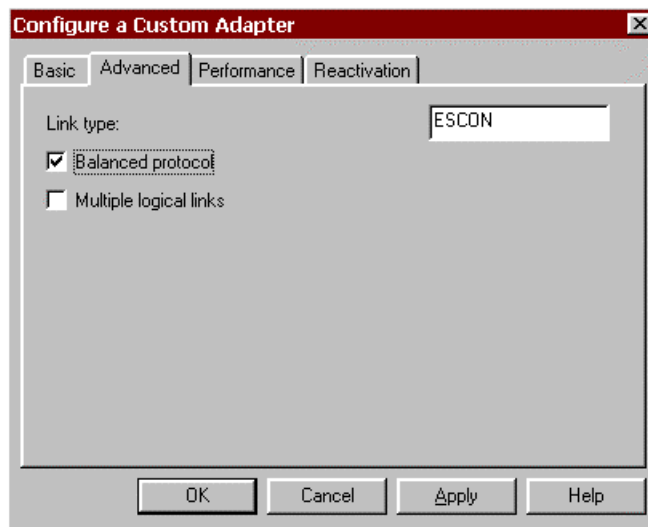 Configure a Custom Adapter
Basic Advanced Performance Reactivation
Link type: ESCON
Balanced protocol
Multiple logical links
OK Cancel Apply Help